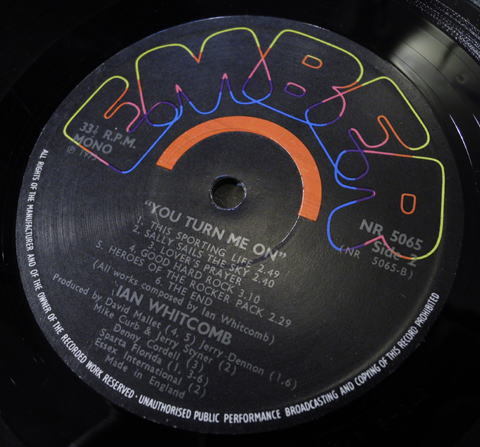 EMBER
33⅓ R.P.M.
MONO
NR. 5065
Side 2
(NR 5065-B)
"YOU TURN ME ON"
1. THIS SPORTING LIFE 2.49
2. SALLY SAILS THE SKY 2.40
3. LOVER'S PRAYER
4. GOOD HARD ROCK 3.10
5. HEROES OF THE ROCKER PACK 2.29
6. THE END
(All works composed by Ian Whitcomb)
IAN WHITCOMB
Produced by David Mallet (4, 5) Jerry Dennon (1,6)
Mike Curb & Jerry Styner (2)
Denny Cordell (3)
Sparta Florida (1, 3-6)
Essex International (2)
Made in England
ALL RIGHTS OF THE MANUFACTURER AND OF THE OWNER OF THE RECORDED WORK RESERVED - UNAUTHORISED PUBLIC PERFORMANCE BROADCASTING AND COPYING OF THIS RECORD PROHIBITED